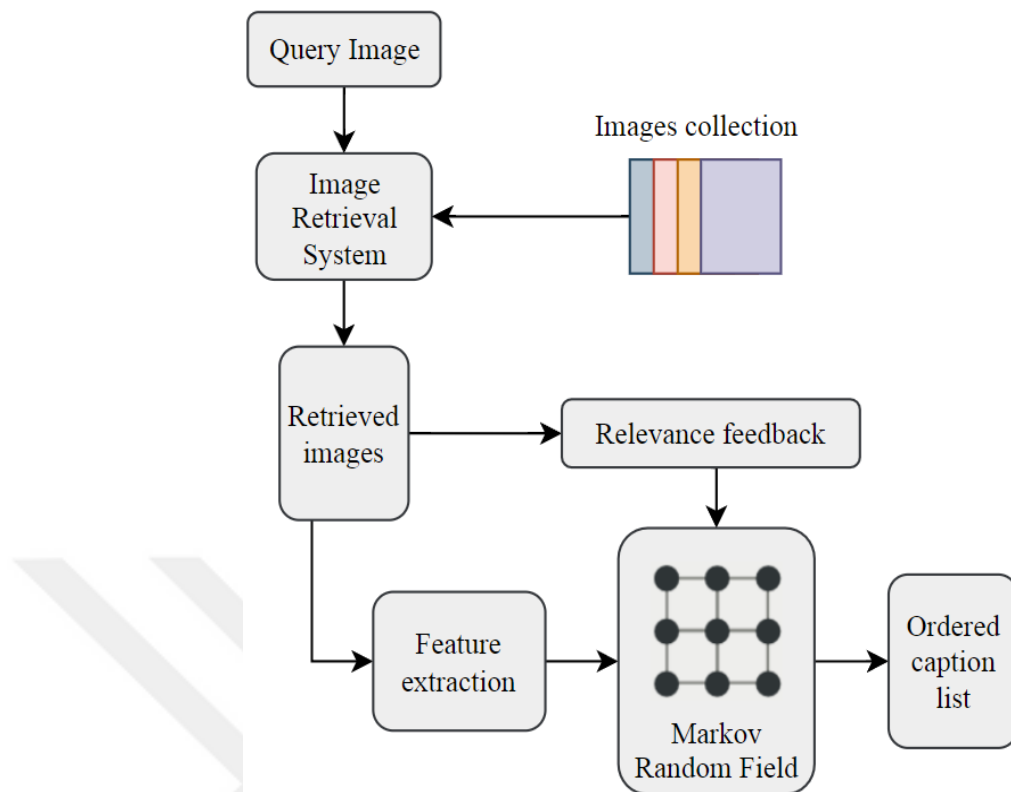 Query Image
Images collection
Image
Retrieval
System
Retrieved
images
Relevance feedback
Feature
extraction
Markov
Random Field
Ordered
caption
list